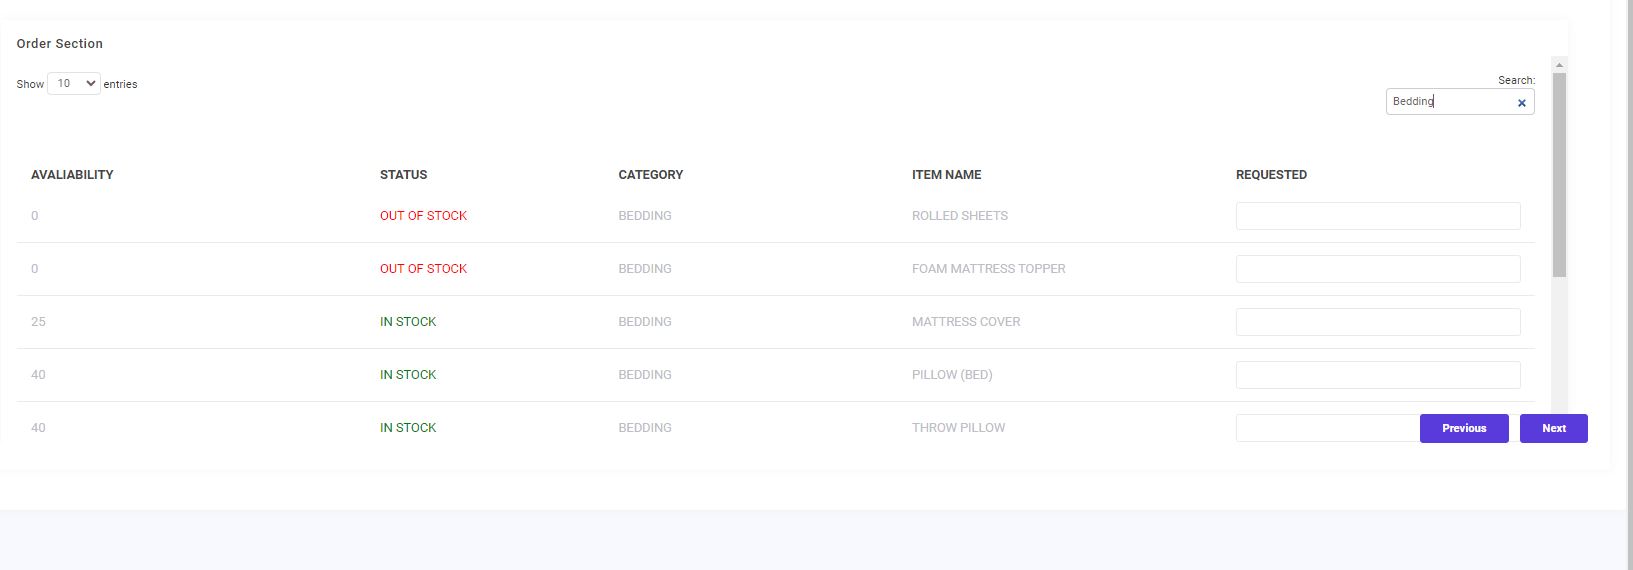 Order Section
Show 10 entries
Search:
Bedding ×
AVALIABILITY STATUS CATEGORY ITEM NAME REQUESTED
0 OUT OF STOCK BEDDING ROLLED SHEETS
0 OUT OF STOCK BEDDING FOAM MATTRESS TOPPER
25 IN STOCK BEDDING MATTRESS COVER
40 IN STOCK BEDDING PILLOW (BED)
40 IN STOCK BEDDING THROW PILLOW Previous Next